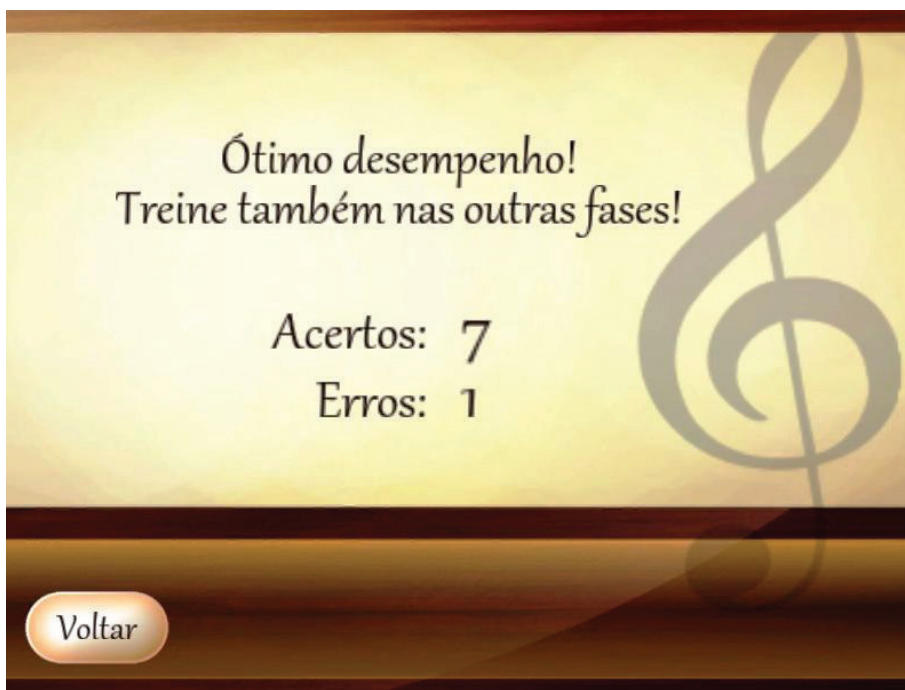 Ótimo desempenho!
Treine também nas outras fases!
Acertos: 7
Erros: 1
Voltar